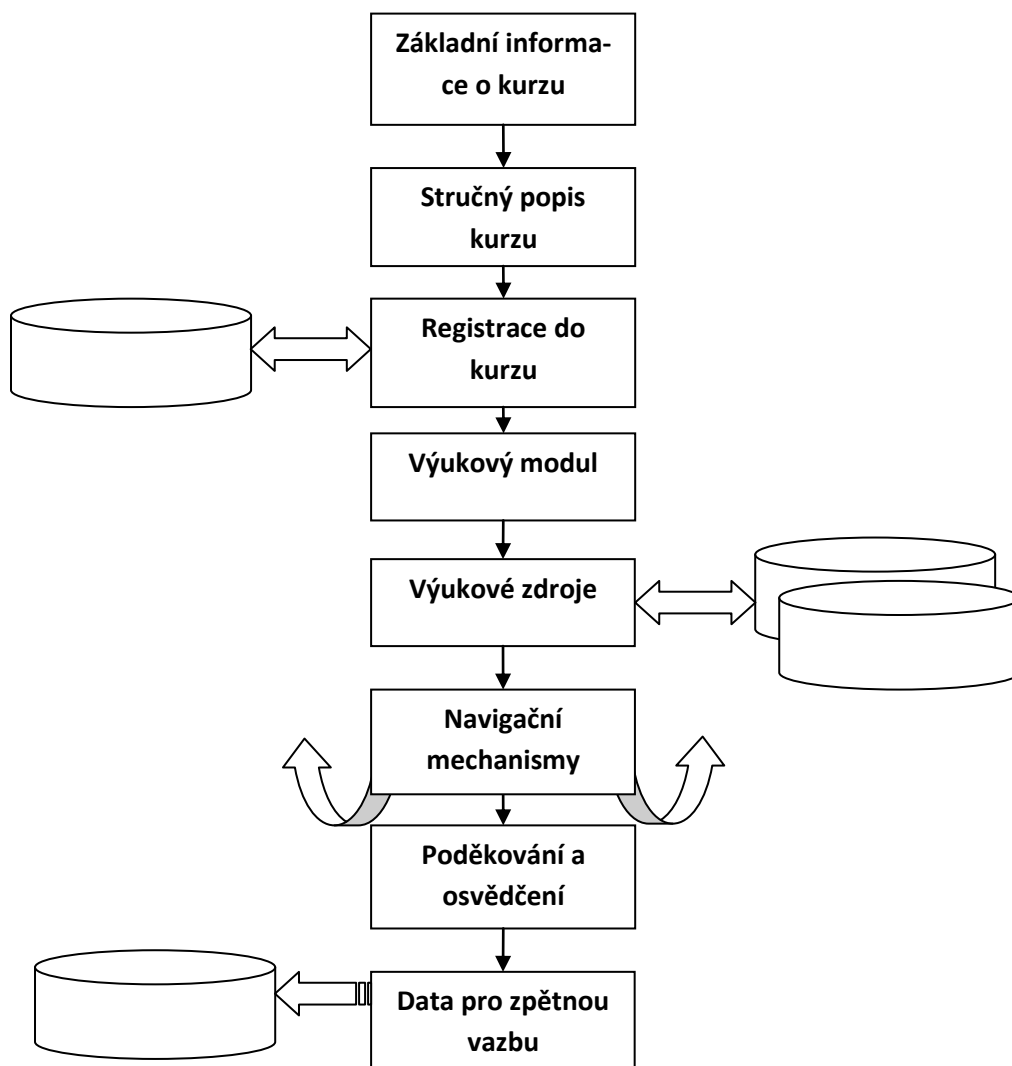 Základní informa-
ce o kurzu
Stručný popis
kurzu
Registrace do
kurzu
Výukový modul
Výukové zdroje
Navigační
mechanismy
Poděkování a
osvědčení
Data pro zpětnou
vazbu